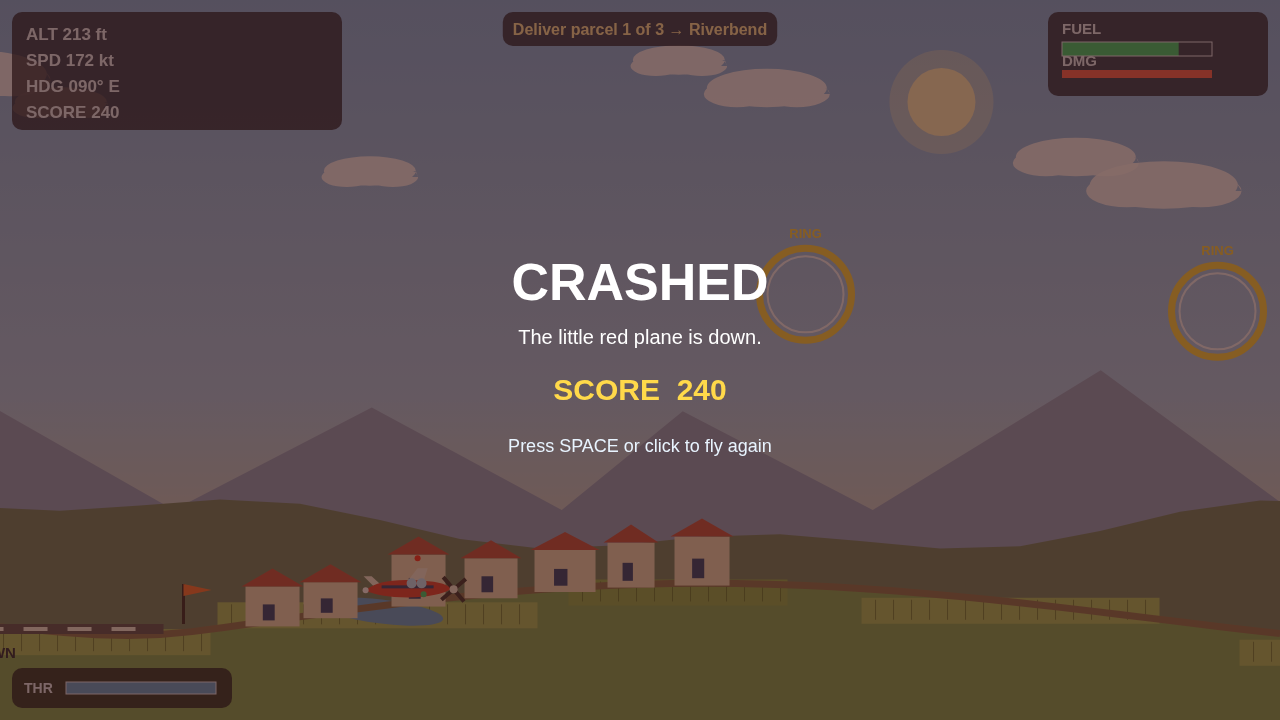 ALT 213 ft
SPD 172 kt
HDG 090° E
SCORE 240
Deliver parcel 1 of 3 → Riverbend
FUEL
DMG
RING
RING
CRASHED
The little red plane is down.
SCORE 240
Press SPACE or click to fly again
WN
THR